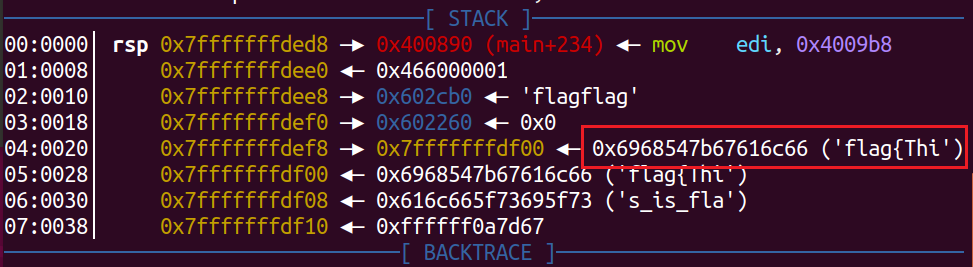 [ STACK ]
00:0000│ rsp 0x7fffffffded8 —▸ 0x400890 (main+234) ◂— mov    edi, 0x4009b8
01:0008│     0x7fffffffdee0 ◂— 0x466000001
02:0010│     0x7fffffffdee8 —▸ 0x602cb0 ◂— 'flagflag'
03:0018│     0x7fffffffdef0 —▸ 0x602260 ◂— 0x0
04:0020│     0x7fffffffdef8 —▸ 0x7fffffffdf00 ◂— 0x6968547b67616c66 ('flag{Thi')
05:0028│     0x7fffffffdf00 ◂— 0x6968547b67616c66 ('flag{Thi')
06:0030│     0x7fffffffdf08 ◂— 0x616c665f73695f73 ('s_is_fla')
07:0038│     0x7fffffffdf10 ◂— 0xffffff0a7d67
[ BACKTRACE ]